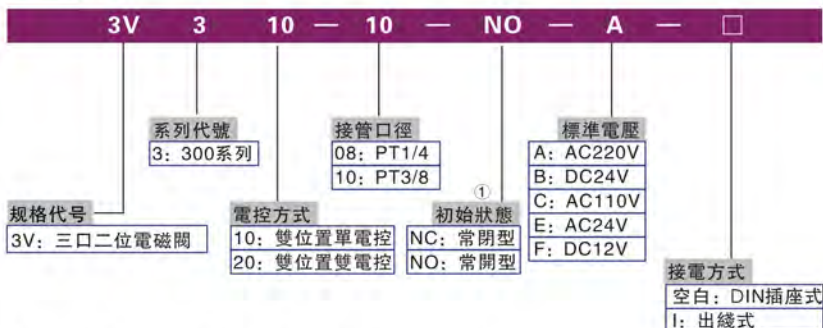 3V 3 10 — 10 — NO — A — □
系列代號
3：300系列
接管口徑
08：PT1/4
10：PT3/8
標準電壓
A：AC220V
B：DC24V
C：AC110V
E：AC24V
F：DC12V
规格代号
3V：三口二位電磁閥
電控方式
10：雙位置單電控
20：雙位置雙電控
①
初始狀態
NC：常閉型
NO：常開型
接電方式
空白：DIN插座式
I：出綫式